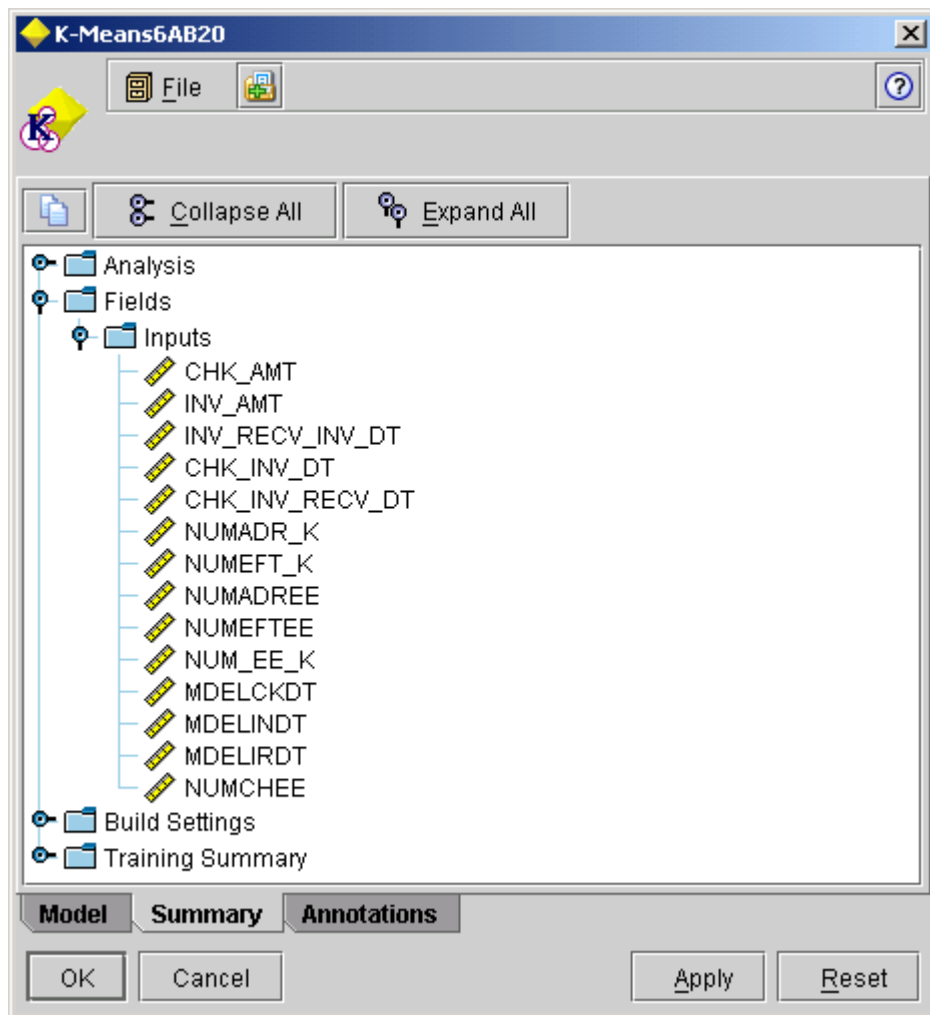 K-Means6AB20
File
K
Collapse All Expand All
Analysis
Fields
Inputs
CHK_AMT
INV_AMT
INV_RECV_INV_DT
CHK_INV_DT
CHK_INV_RECV_DT
NUMADR_K
NUMEFT_K
NUMADREE
NUMEFTEE
NUM_EE_K
MDELCKDT
MDELINDT
MDELIRDT
NUMCHEE
Build Settings
Training Summary
Model Summary Annotations
OK Cancel Apply Reset